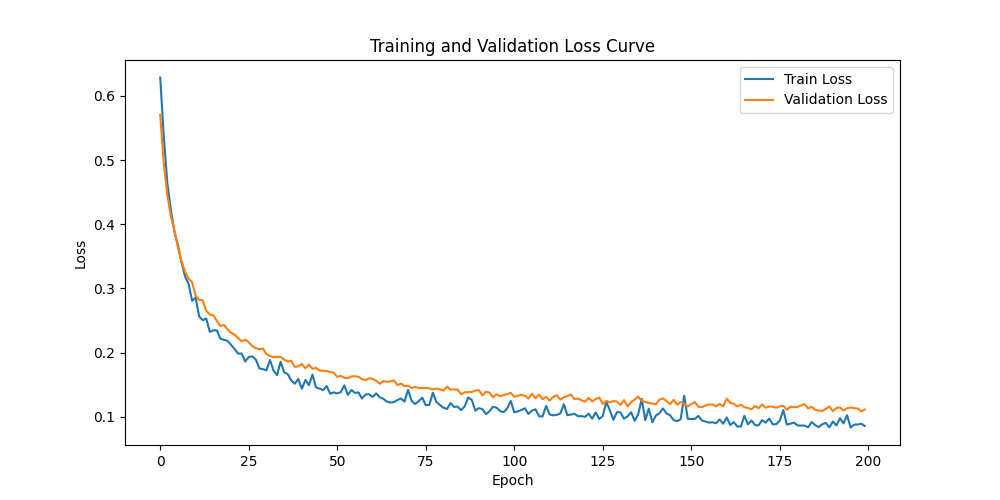 Training and Validation Loss Curve
Train Loss
Validation Loss
0.6
0.5
0.4
0.3
0.2
0.1
Loss
0 25 50 75 100 125 150 175 200
Epoch